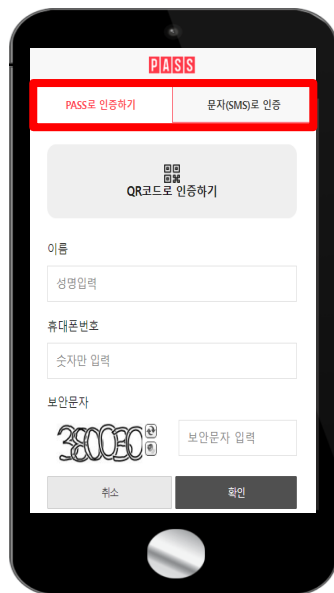 PASS
PASS로 인증하기
문자(SMS)로 인증
QR코드로 인증하기
이름
성명입력
휴대폰번호
숫자만 입력
보안문자
보안문자 입력
취소
확인